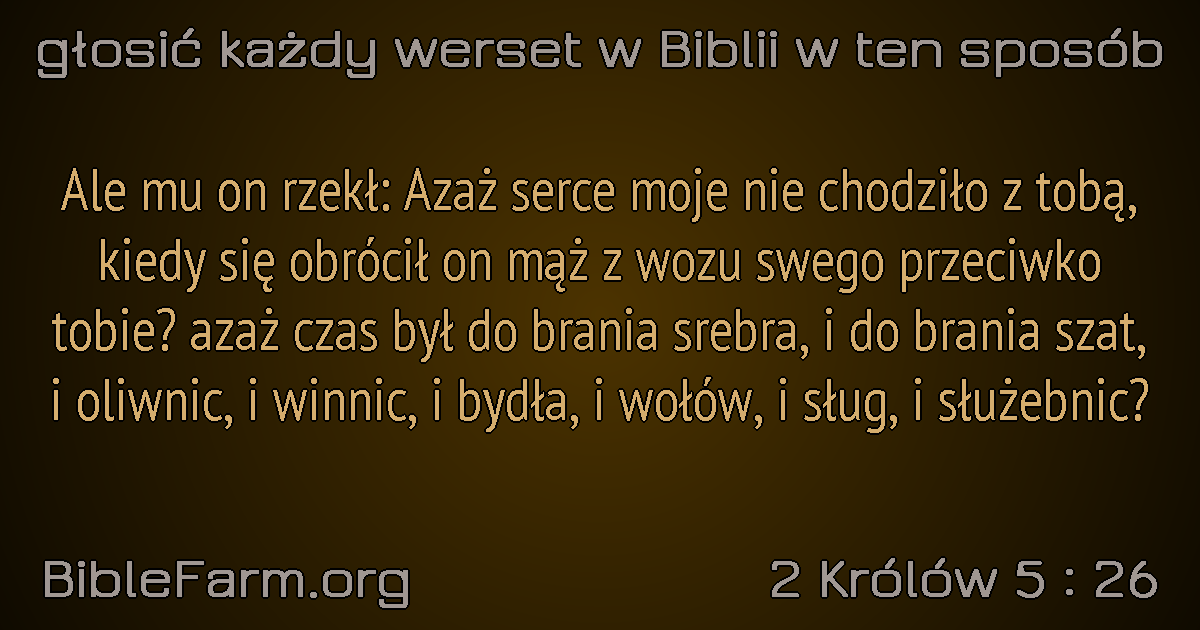 głosić każdy werset w Biblii w ten sposób
Ale mu on rzekł: Azaż serce moje nie chodziło z tobą,
kiedy się obrócił on mąż z wozu swego przeciwko
tobie? azaż czas był do brania srebra, i do brania szat,
i oliwnic, i winnic, i bydła, i wołów, i sług, i służebnic?
BibleFarm.org
2 Królów 5 : 26